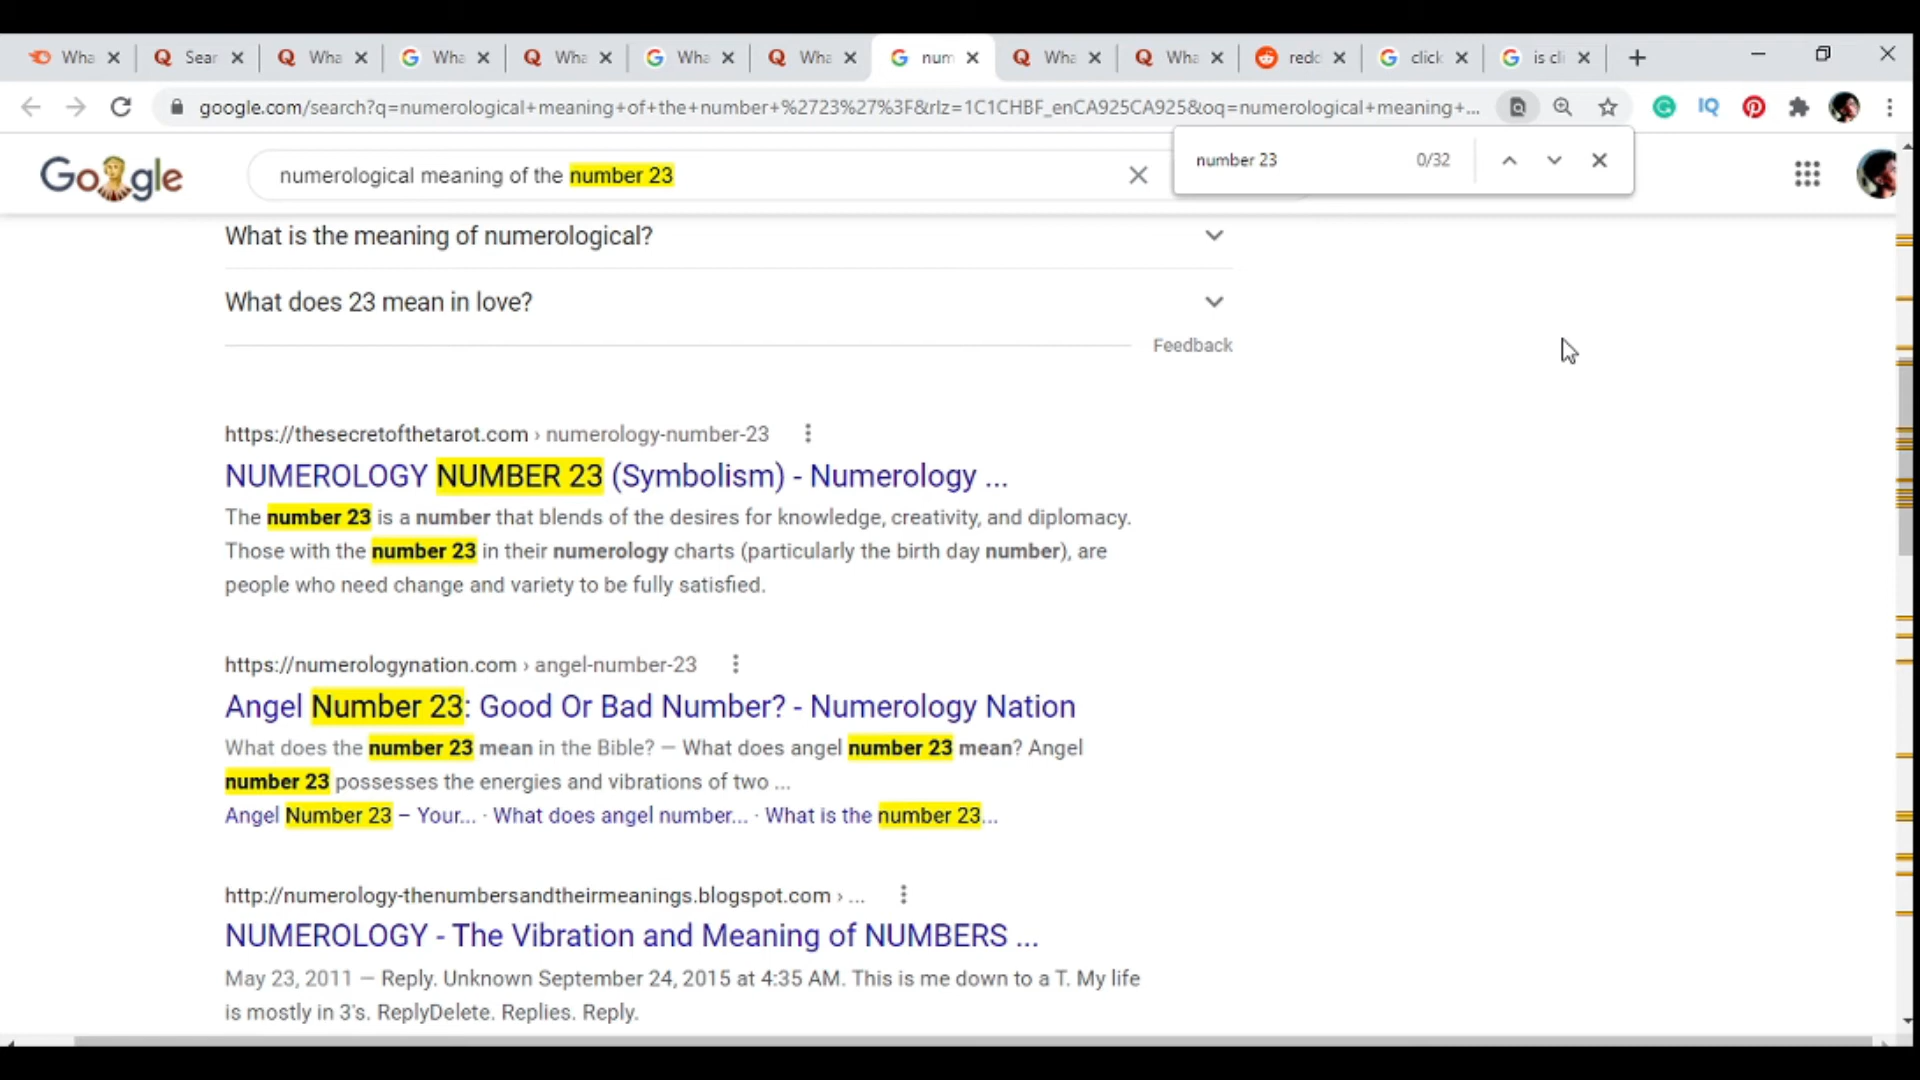 Wha
Sear
Wha
Wha
Wha
Wha
Wha
num
Wha
Wha
redd
click
is cli
google.com/search?q=numerological+meaning+of+the+number+%2723%27%3F&rlz=1C1CHBF_enCA925CA925&oq=numerological+meaning+...
IQ
number 23 0/32
Google
numerological meaning of the number 23
What is the meaning of numerological?
What does 23 mean in love?
Feedback
https://thesecretofthetarot.com › numerology-number-23
NUMEROLOGY NUMBER 23 (Symbolism) - Numerology ...
The number 23 is a number that blends of the desires for knowledge, creativity, and diplomacy.
Those with the number 23 in their numerology charts (particularly the birth day number), are
people who need change and variety to be fully satisfied.
https://numerologynation.com › angel-number-23
Angel Number 23: Good Or Bad Number? - Numerology Nation
What does the number 23 mean in the Bible? — What does angel number 23 mean? Angel
number 23 possesses the energies and vibrations of two ...
Angel Number 23 – Your... · What does angel number... · What is the number 23...
http://numerology-thenumbersandtheirmeanings.blogspot.com › ...
NUMEROLOGY - The Vibration and Meaning of NUMBERS ...
May 23, 2011 — Reply. Unknown September 24, 2015 at 4:35 AM. This is me down to a T. My life
is mostly in 3's. ReplyDelete. Replies. Reply.